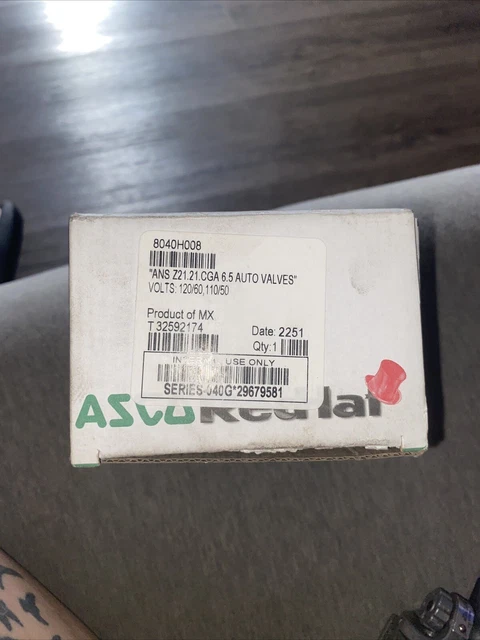 8040H008
"ANS Z21.21.CGA 6.5 AUTO VALVES"
VOLTS. 120/60,110/50
Product of MX
T 32592174
Date: 2251
Qty:1
USE ONLY
SERIES 040G*29679581
ASCO RedHat